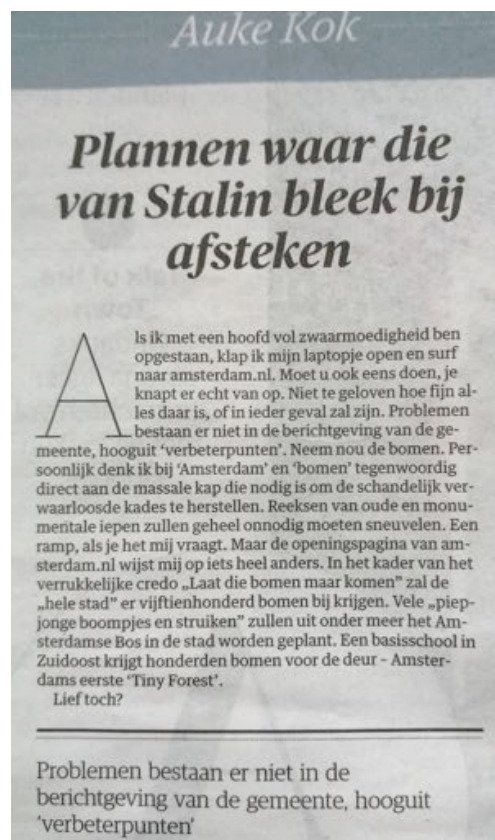 Auke Kok
Plannen waar die
van Stalin bleek bij
afsteken
Als ik met een hoofd vol zwaarmoedigheid ben
opgestaan, klap ik mijn laptopje open en surf
naar amsterdam.nl. Moet u ook eens doen, je
knapt er echt van op. Niet te geloven hoe fijn al-
les daar is, of in ieder geval zal zijn. Problemen
bestaan er niet in de berichtgeving van de ge-
meente, hooguit ‘verbeterpunten’. Neem nou de bomen. Per-
soonlijk denk ik bij ‘Amsterdam’ en ‘bomen’ tegenwoordig
direct aan de massale kap die nodig is om de schandelijk ver-
waarloosde kades te herstellen. Reeksen van oude en monu-
mentale iepen zullen geheel onnodig moeten sneuvelen. Een
ramp, als je het mij vraagt. Maar de openingspagina van am-
sterdam.nl wijst mij op iets heel anders. In het kader van het
verrukkelijke credo „Laat die bomen maar komen” zal de
„hele stad” er vijftienhonderd bomen bij krijgen. Vele „piep-
jonge boompjes en struiken” zullen uit onder meer het Am-
sterdamse Bos in de stad worden geplant. Een basisschool in
Zuidoost krijgt honderden bomen voor de deur – Amster-
dams eerste ‘Tiny Forest’.
Lief toch?
Problemen bestaan er niet in de
berichtgeving van de gemeente, hooguit
‘verbeterpunten’